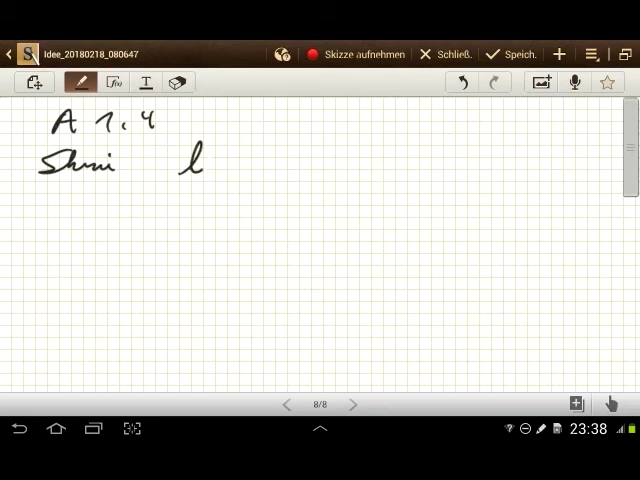 Idee_20180218_080647 Skizze aufnehmen Schließ. Speich.
f(x) T
A 1.4
l
8/8
23:38